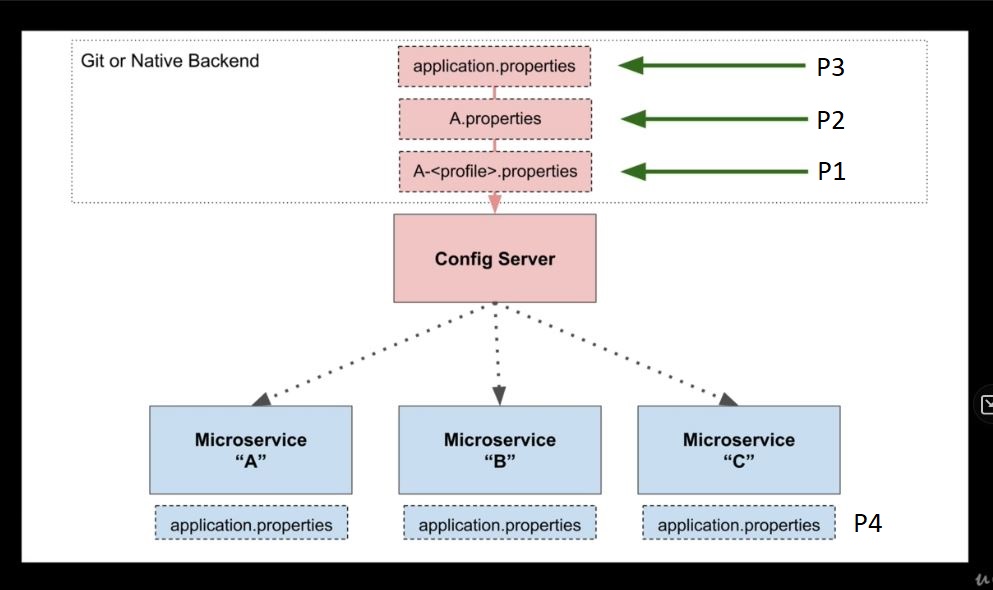 Git or Native Backend
application.properties
P3
A.properties
P2
A-<profile>.properties
P1
Config Server
Microservice
“A”
Microservice
“B”
Microservice
“C”
application.properties
application.properties
application.properties
P4